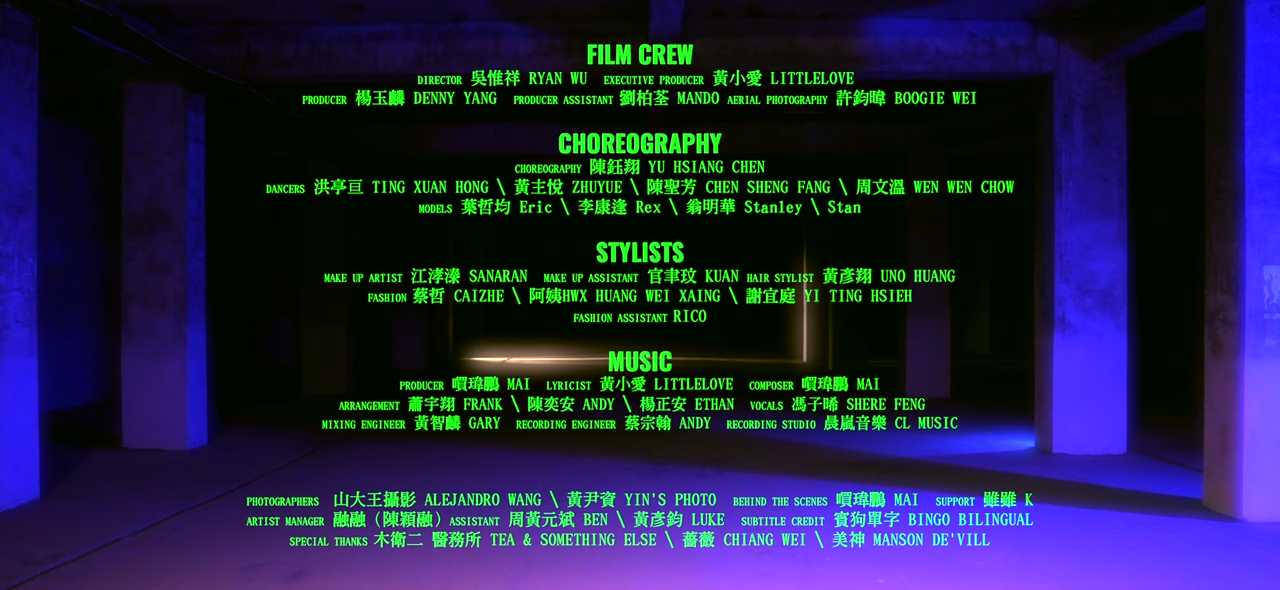 FILM CREW
DIRECTOR 吳惟祥 RYAN WU EXECUTIVE PRODUCER 黃小愛 LITTLELOVE
PRODUCER 楊玉麟 DENNY YANG PRODUCER ASSISTANT 劉柏荃 MANDO AERIAL PHOTOGRAPHY 許鈞暐 BOOGIE WEI
CHOREOGRAPHY
CHOREOGRAPHY 陳鈺翔 YU HSIANG CHEN
DANCERS 洪亭亘 TING XUAN HONG \ 黃主悅 ZHUYUE \ 陳聖芳 CHEN SHENG FANG \ 周文溫 WEN WEN CHOW
MODELS 葉哲均 Eric \ 李康逢 Rex \ 翁明華 Stanley \ Stan
STYLISTS
MAKE UP ARTIST 江浡溱 SANARAN MAKE UP ASSISTANT 官聿玟 KUAN HAIR STYLIST 黃彥翔 UNO HUANG
FASHION 蔡哲 CAIZHE \ 阿姨HWX HUANG WEI XAING \ 謝宜庭 YI TING HSIEH
FASHION ASSISTANT RICO
MUSIC
PRODUCER 嘪瑋鵬 MAI LYRICIST 黃小愛 LITTLELOVE COMPOSER 嘪瑋鵬 MAI
ARRANGEMENT 蕭宇翔 FRANK \ 陳奕安 ANDY \ 楊正安 ETHAN VOCALS 馮子晞 SHERE FENG
MIXING ENGINEER 黃智麟 GARY RECORDING ENGINEER 蔡宗翰 ANDY RECORDING STUDIO 晨嵐音樂 CL MUSIC
PHOTOGRAPHERS 山大王攝影 ALEJANDRO WANG \ 黃尹資 YIN'S PHOTO BEHIND THE SCENES 嘪瑋鵬 MAI SUPPORT 雖雖 K
ARTIST MANAGER 融融（陳穎融）ASSISTANT 周黃元斌 BEN \ 黃彥鈞 LUKE SUBTITLE CREDIT 賓狗單字 BINGO BILINGUAL
SPECIAL THANKS 木衛二 醫務所 TEA & SOMETHING ELSE \ 薔薇 CHIANG WEI \ 美神 MANSON DE'VILL